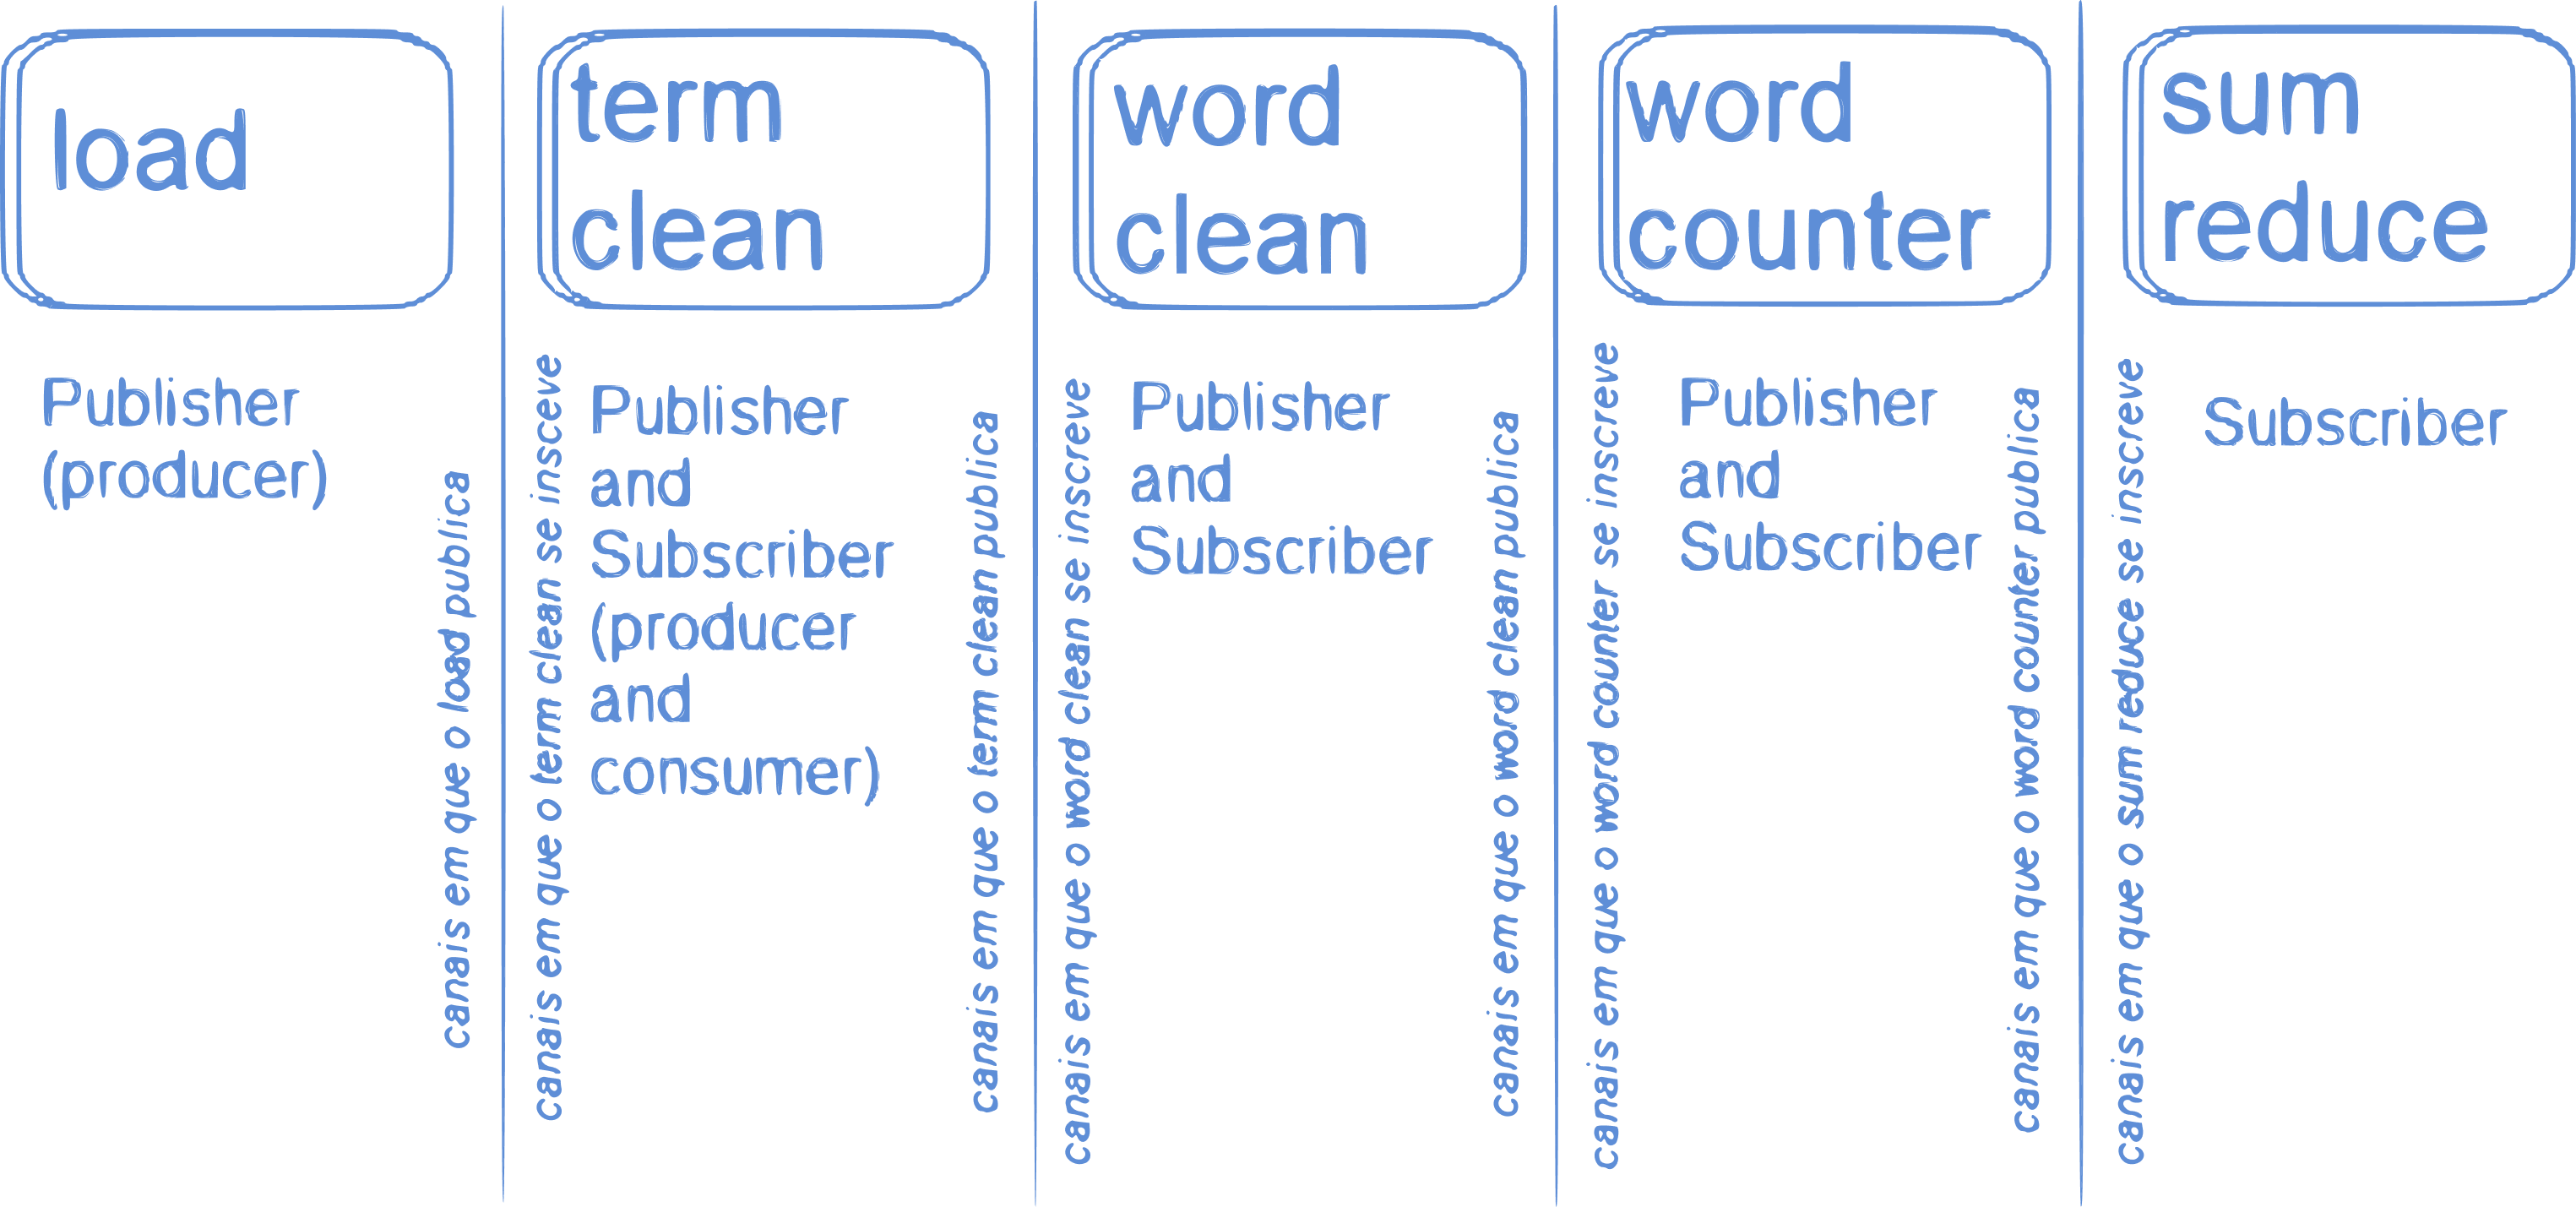 load
Publisher
(producer)
canais em que o load publica
term
clean
canais em que o term clean se insceve
Publisher
and
Subscriber
(producer
and
consumer)
canais em que o term clean publica
word
clean
canais em que o word clean se inscreve
Publisher
and
Subscriber
canais em que o word clean publica
word
counter
canais em que o word counter se inscreve
Publisher
and
Subscriber
canais em que o word counter publica
sum
reduce
canais em que o sum reduce se inscreve
Subscriber